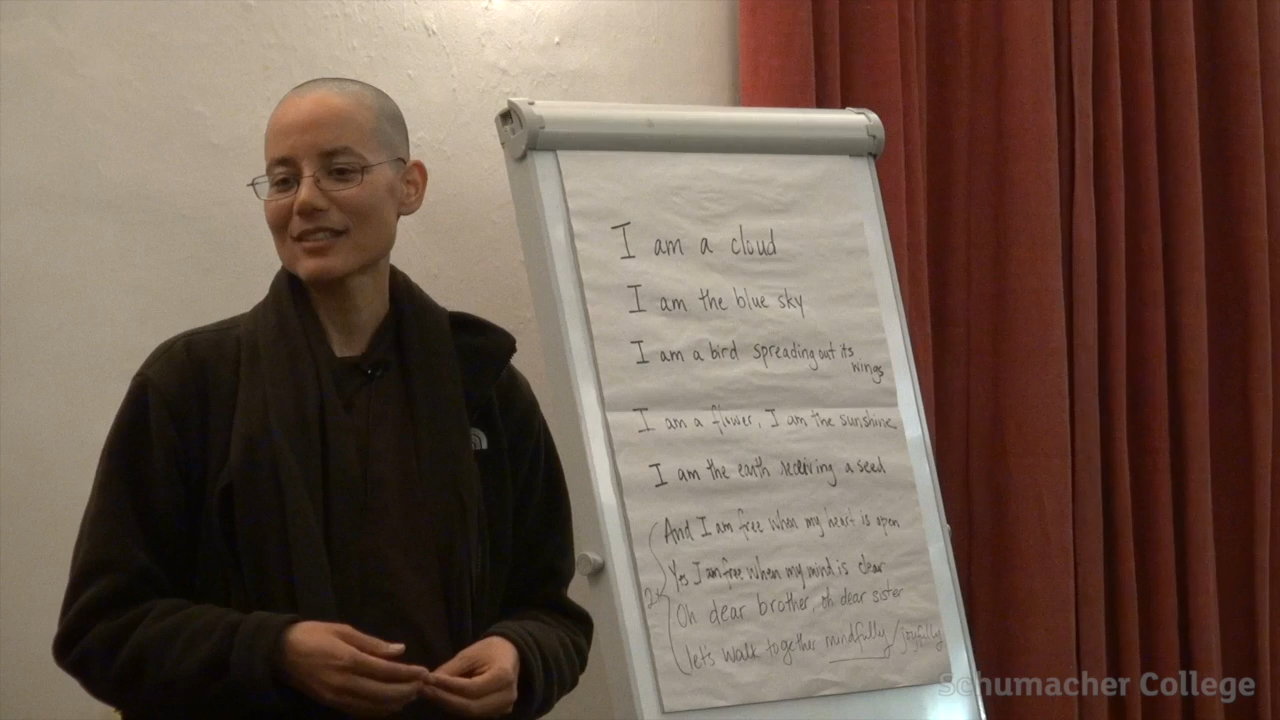 I am a cloud
I am the blue sky
I am a bird spreading out its
wings
I am a flower, I am the sunshine
I am the earth receiving a seed
And I am free when my heart is open
Yes I am free when my mind is clear
2x
Oh dear brother, oh dear sister
let's walk together mindfully/joyfully
Schumacher College